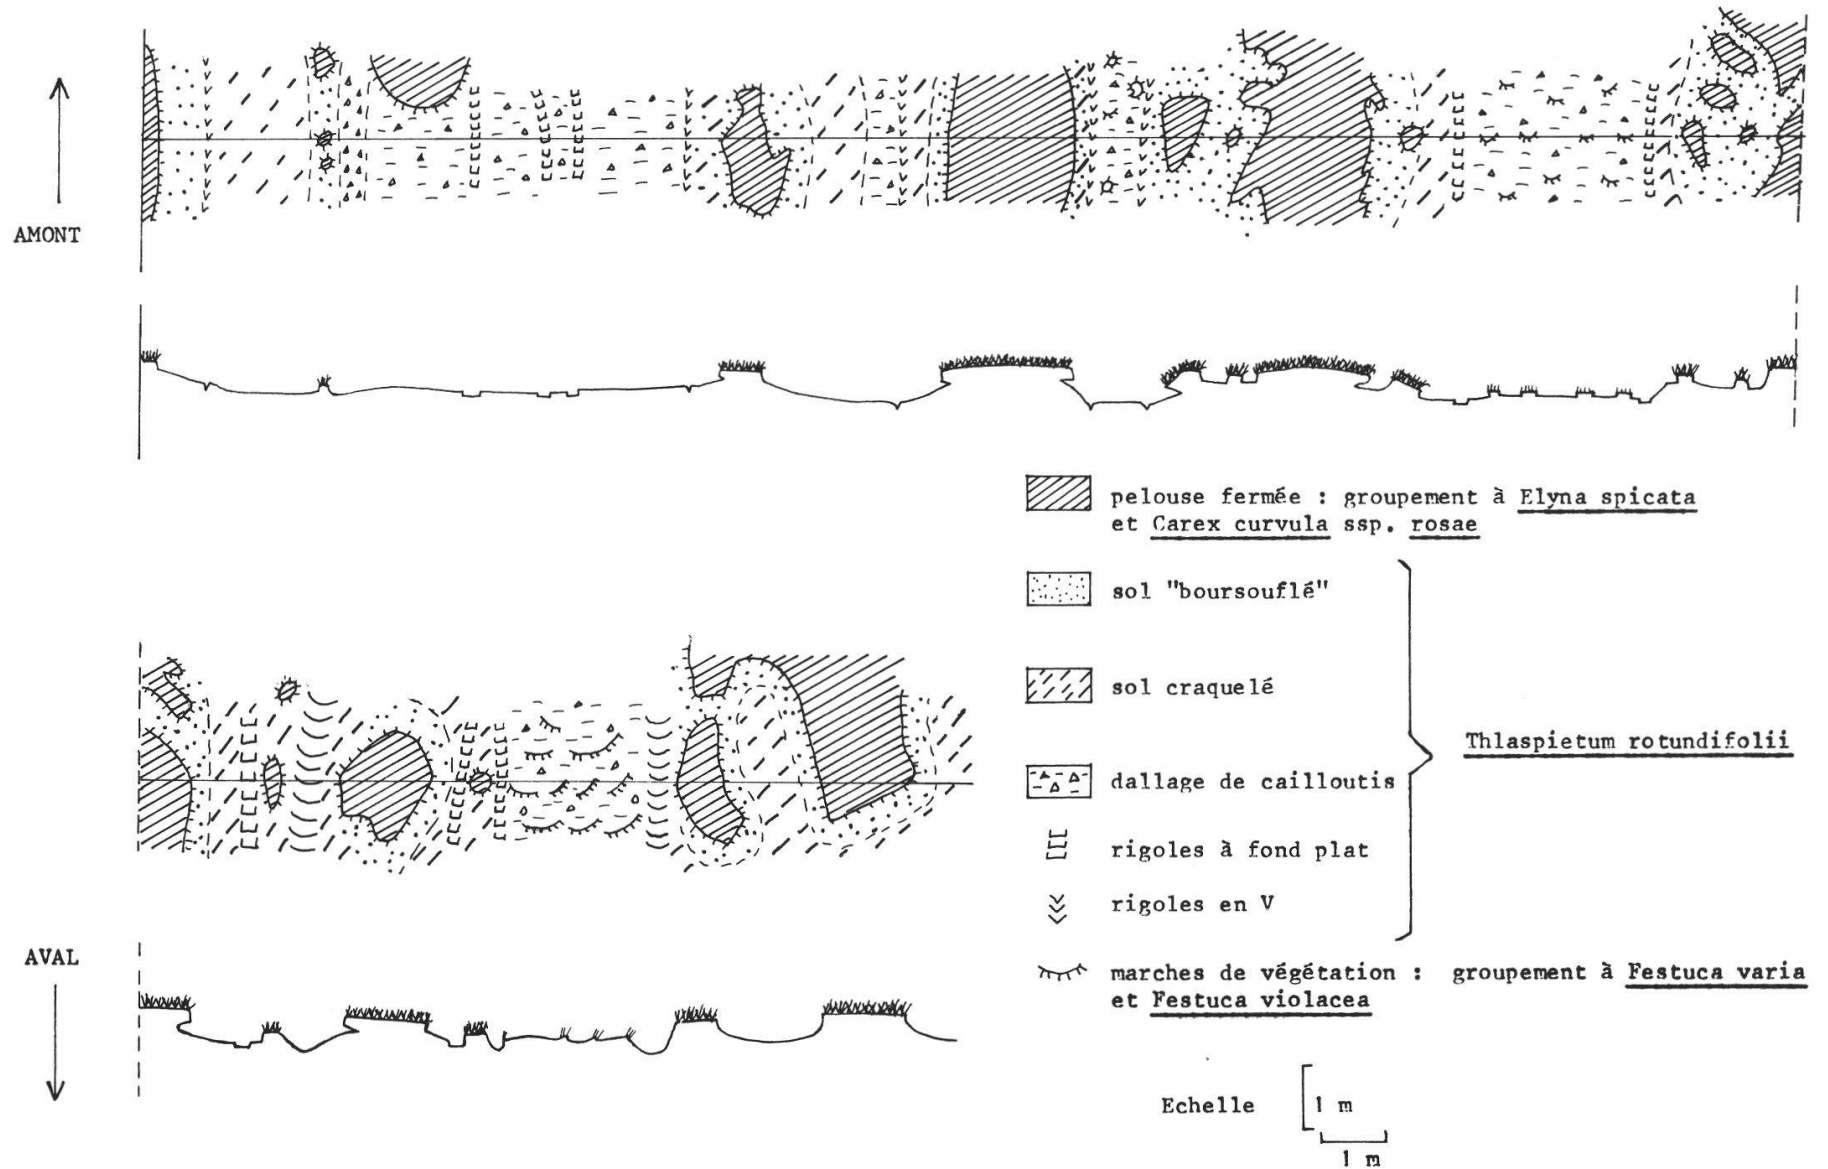 AMONT
pelouse fermée : groupement à Elyna spicata
et Carex curvula ssp. rosae
sol "boursouflé"
sol craquelé
Thlaspietum rotundifolii
dallage de cailloutis
rigoles à fond plat
rigoles en V
AVAL
marches de végétation : groupement à Festuca varia
et Festuca violacea
Echelle
1 m
1 m